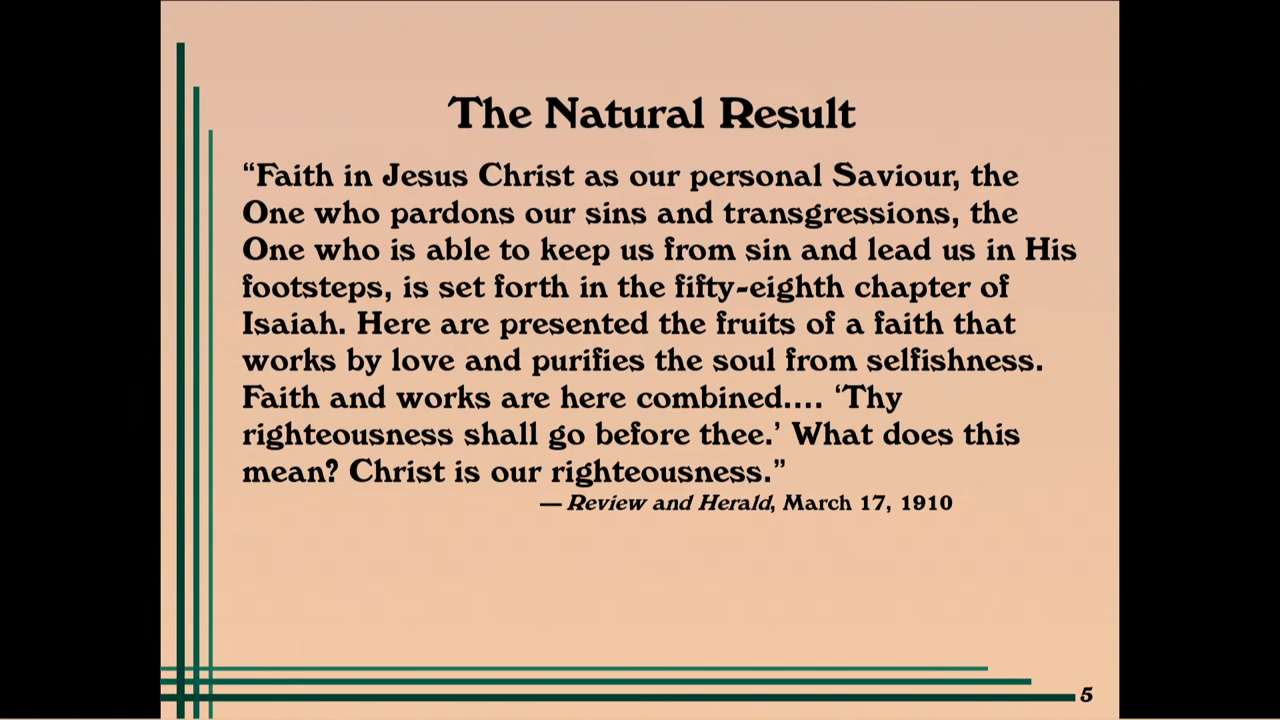 The Natural Result
“Faith in Jesus Christ as our personal Saviour, the
One who pardons our sins and transgressions, the
One who is able to keep us from sin and lead us in His
footsteps, is set forth in the fifty-eighth chapter of
Isaiah. Here are presented the fruits of a faith that
works by love and purifies the soul from selfishness.
Faith and works are here combined.... ‘Thy
righteousness shall go before thee.’ What does this
mean? Christ is our righteousness.”
— Review and Herald, March 17, 1910
5